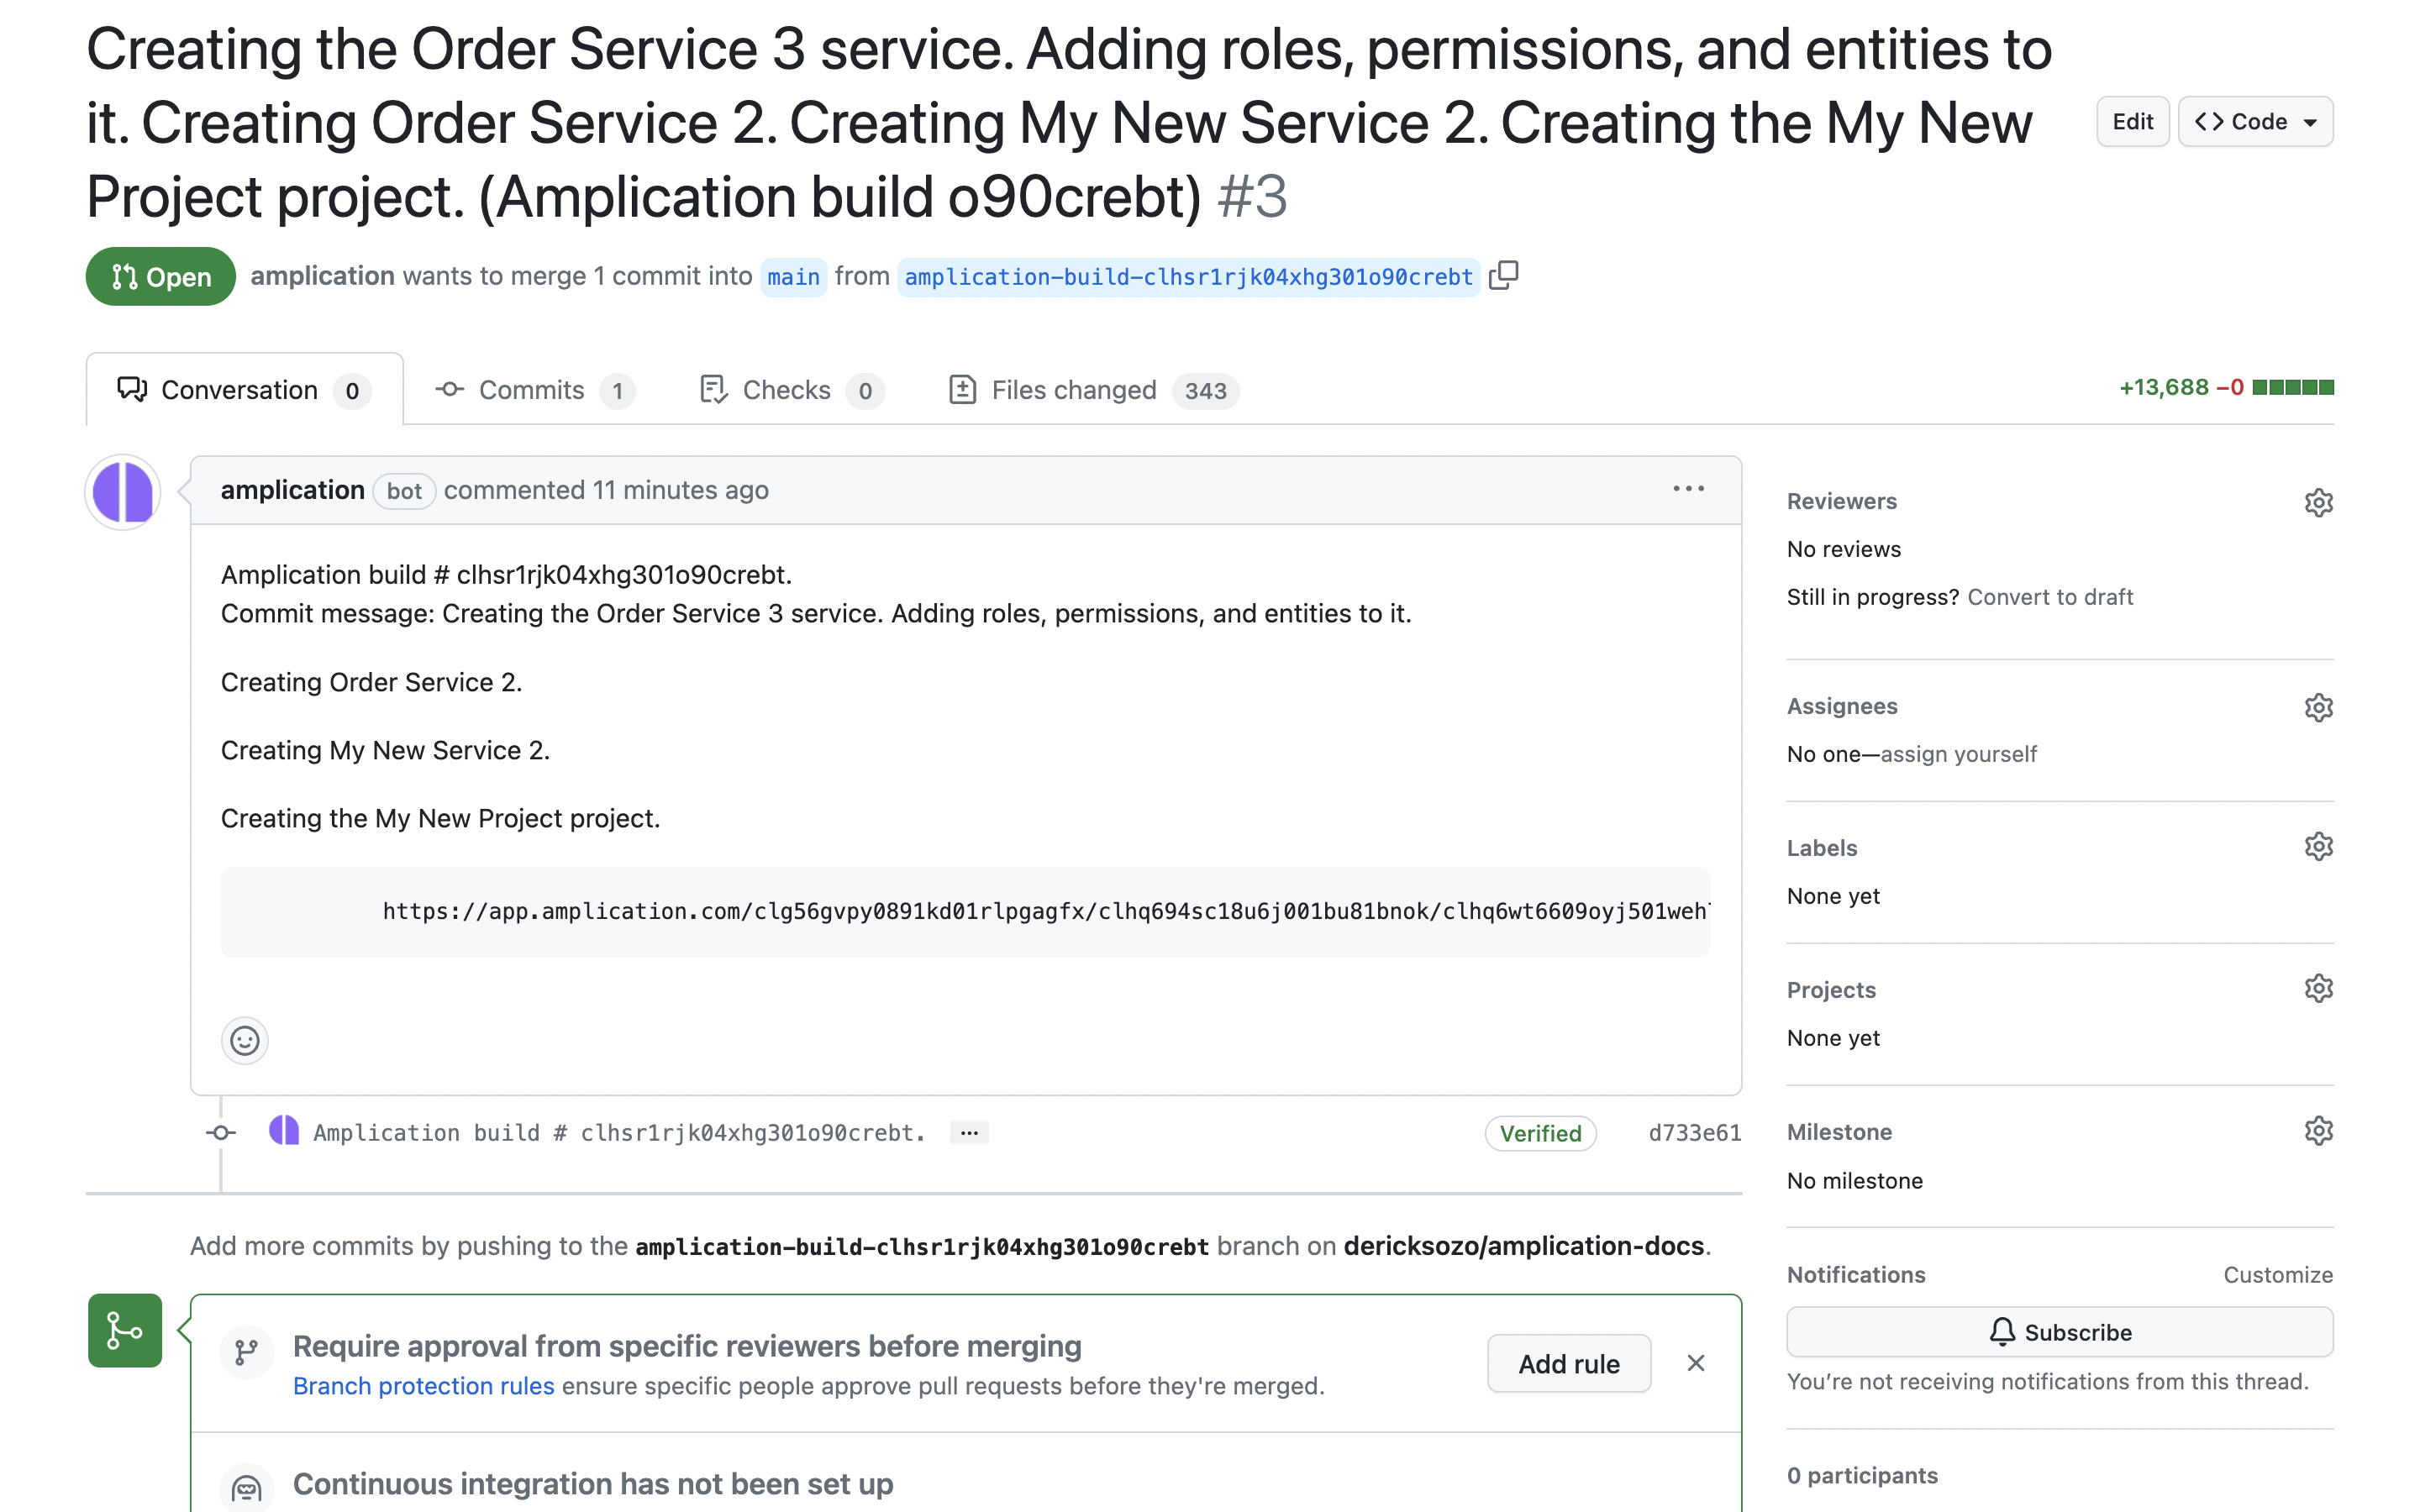 Creating the Order Service 3 service. Adding roles, permissions, and entities to
it. Creating Order Service 2. Creating My New Service 2. Creating the My New
Project project. (Amplication build o90crebt) #3
Edit
Code
Open
amplication wants to merge 1 commit into main from amplication-build-clhsr1rjk04xhg301o90crebt
Conversation 0
Commits 1
Checks 0
Files changed 343
+13,688 −0
amplication bot commented 11 minutes ago
Amplication build # clhsr1rjk04xhg301o90crebt.
Commit message: Creating the Order Service 3 service. Adding roles, permissions, and entities to it.
Creating Order Service 2.
Creating My New Service 2.
Creating the My New Project project.
https://app.amplication.com/clg56gvpy0891kd01rlpgagfx/clhq694sc18u6j001bu81bnok/clhq6wt6609oyj501weh
Amplication build # clhsr1rjk04xhg301o90crebt.
Verified
d733e61
Add more commits by pushing to the amplication-build-clhsr1rjk04xhg301o90crebt branch on dericksozo/amplication-docs.
Require approval from specific reviewers before merging
Branch protection rules ensure specific people approve pull requests before they're merged.
Add rule
Continuous integration has not been set up
Reviewers
No reviews
Still in progress? Convert to draft
Assignees
No one—assign yourself
Labels
None yet
Projects
None yet
Milestone
No milestone
Notifications
Customize
Subscribe
You’re not receiving notifications from this thread.
0 participants